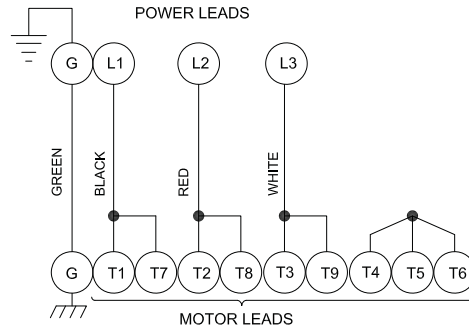 POWER LEADS
G L1 L2 L3
GREEN BLACK RED WHITE
G T1 T7 T2 T8 T3 T9 T4 T5 T6
MOTOR LEADS